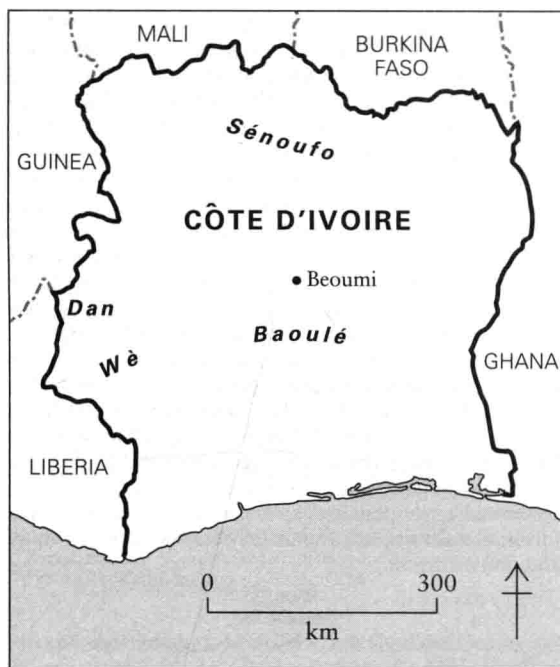 MALI
BURKINA
FASO
Sénoufo
GUINEA
CÔTE D'IVOIRE
Beoumi
Dan
Baoulé
Wè
GHANA
LIBERIA
0 300
km